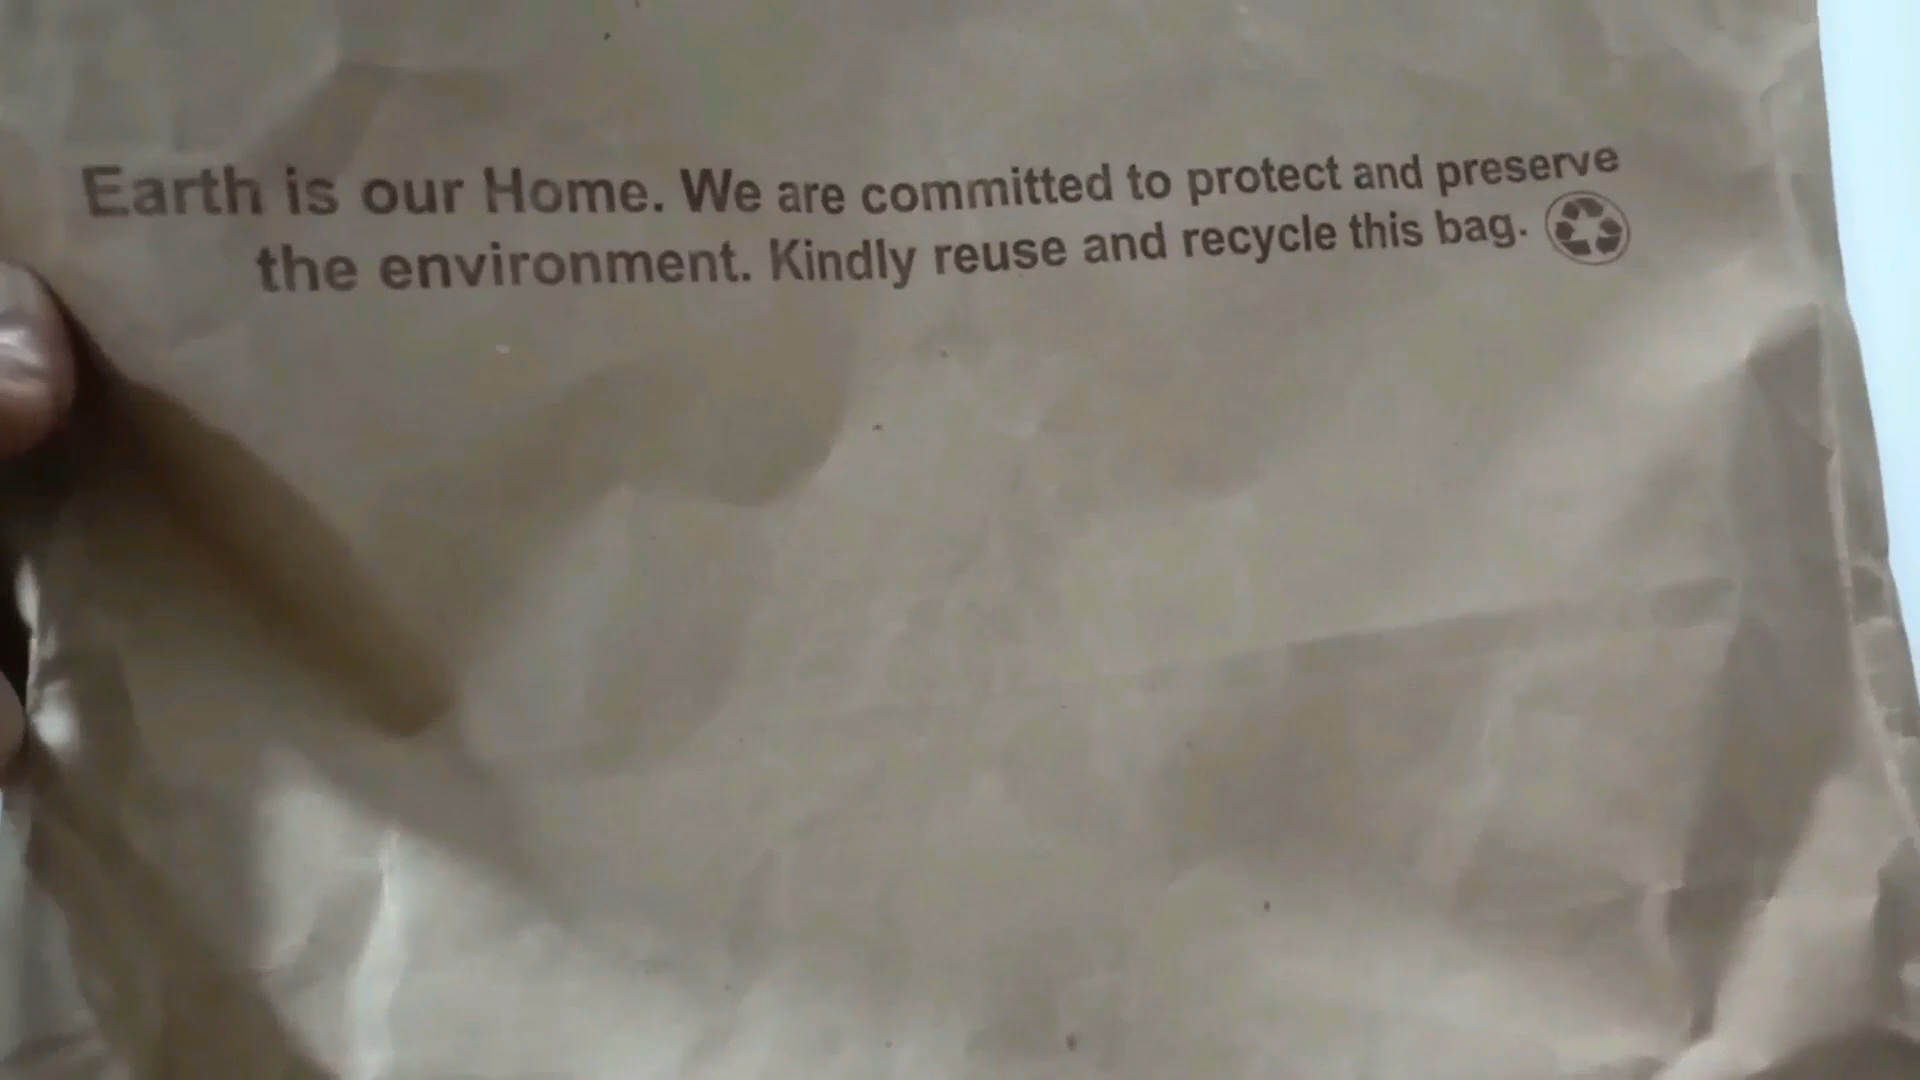 Earth is our Home. We are committed to protect and preserve
the environment. Kindly reuse and recycle this bag.